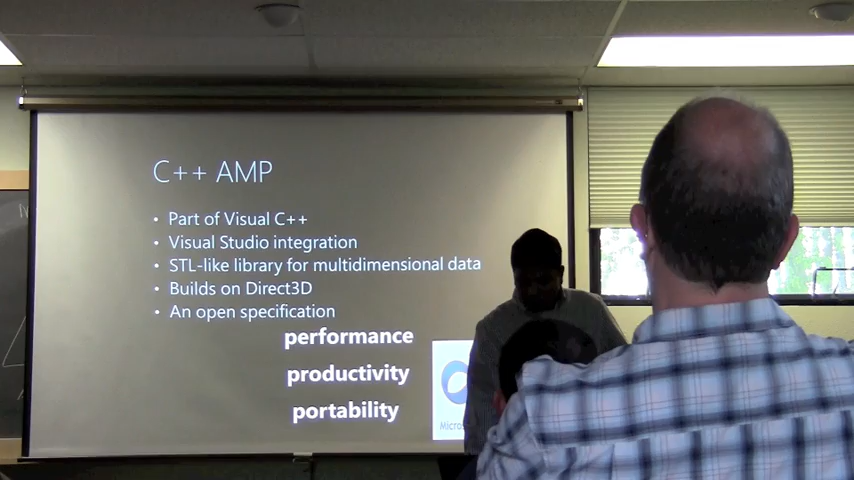 C++ AMP
• Part of Visual C++
• Visual Studio integration
• STL-like library for multidimensional data
• Builds on Direct3D
• An open specification
performance
productivity
portability